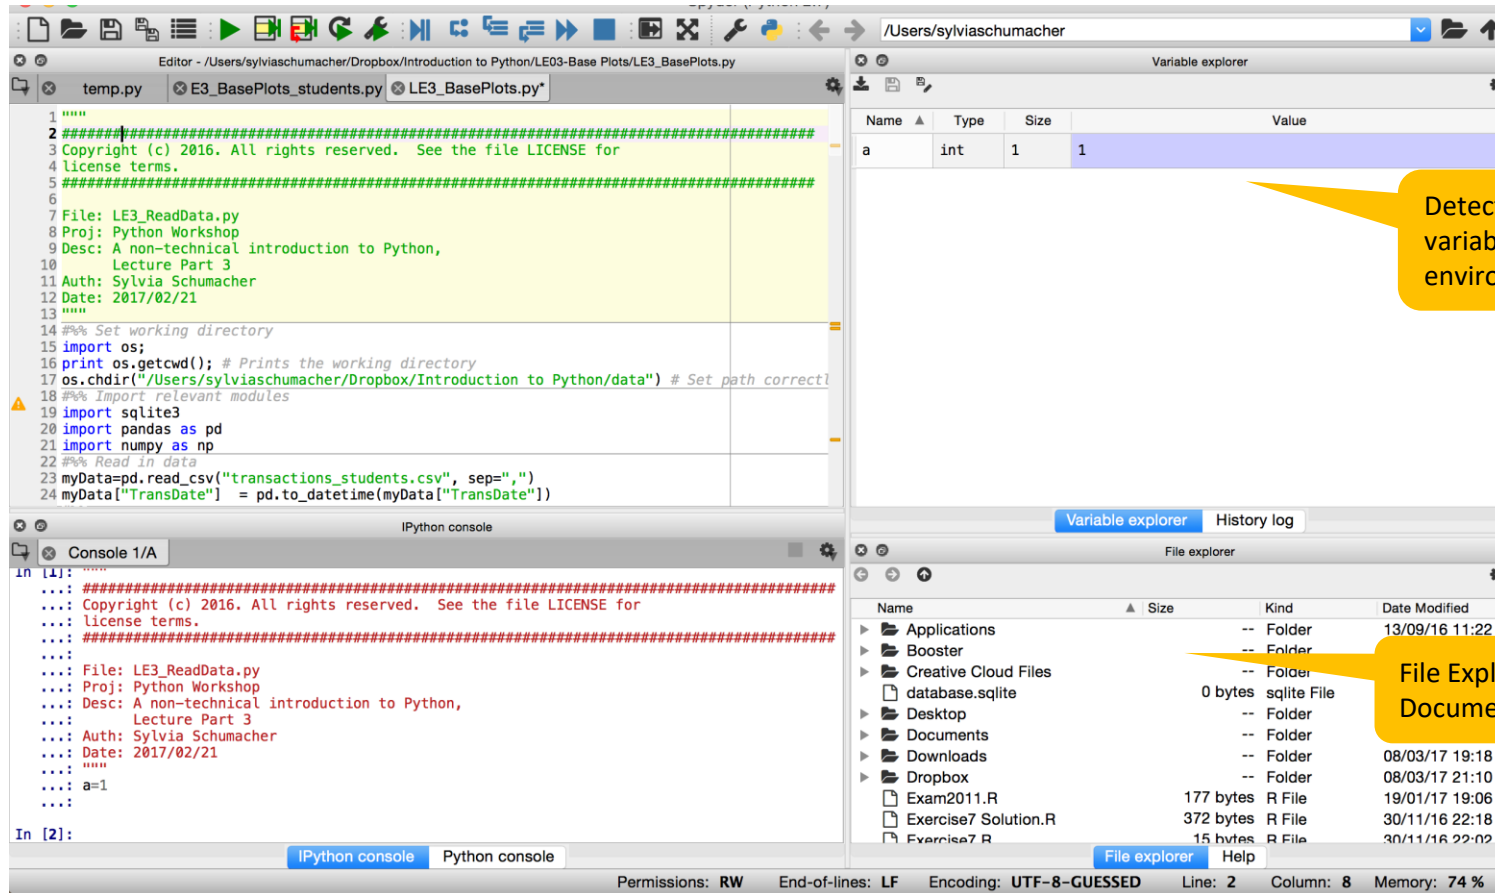 /Users/sylviaschumacher
Editor - /Users/sylviaschumacher/Dropbox/Introduction to Python/LE03-Base Plots/LE3_BasePlots.py
temp.py
E3_BasePlots_students.py
LE3_BasePlots.py*
1 """
2 #########################################################################################
3 Copyright (c) 2016. All rights reserved.  See the file LICENSE for
4 license terms.
5 #########################################################################################
6
7 File: LE3_ReadData.py
8 Proj: Python Workshop
9 Desc: A non-technical introduction to Python,
10       Lecture Part 3
11 Auth: Sylvia Schumacher
12 Date: 2017/02/21
13 """
14 #%% Set working directory
15 import os;
16 print os.getcwd(); # Prints the working directory
17 os.chdir("/Users/sylviaschumacher/Dropbox/Introduction to Python/data") # Set path correctl
18 #%% Import relevant modules
19 import sqlite3
20 import pandas as pd
21 import numpy as np
22 #%% Read in data
23 myData=pd.read_csv("transactions_students.csv", sep=",")
24 myData["TransDate"]  = pd.to_datetime(myData["TransDate"])
IPython console
Console 1/A
In [1]: """
...: #########################################################################################
...: Copyright (c) 2016. All rights reserved.  See the file LICENSE for
...: license terms.
...: #########################################################################################
...:
...: File: LE3_ReadData.py
...: Proj: Python Workshop
...: Desc: A non-technical introduction to Python,
...:       Lecture Part 3
...: Auth: Sylvia Schumacher
...: Date: 2017/02/21
...: """
...: a=1
...:
In [2]:
IPython console
Python console
Variable explorer
Name Type Size Value
a int 1 1
Variable explorer
History log
File explorer
Name Size Kind Date Modified
Applications -- Folder 13/09/16 11:22
Booster -- Folder
Creative Cloud Files -- Folder
database.sqlite 0 bytes sqlite File
Desktop -- Folder
Documents -- Folder
Downloads -- Folder 08/03/17 19:18
Dropbox -- Folder 08/03/17 21:10
Exam2011.R 177 bytes R File 19/01/17 19:06
Exercise7 Solution.R 372 bytes R File 30/11/16 22:18
Exercise7.R 15 bytes R File 30/11/16 22:02
File explorer
Help
Permissions: RW End-of-lines: LF Encoding: UTF-8-GUESSED Line: 2 Column: 8 Memory: 74 %